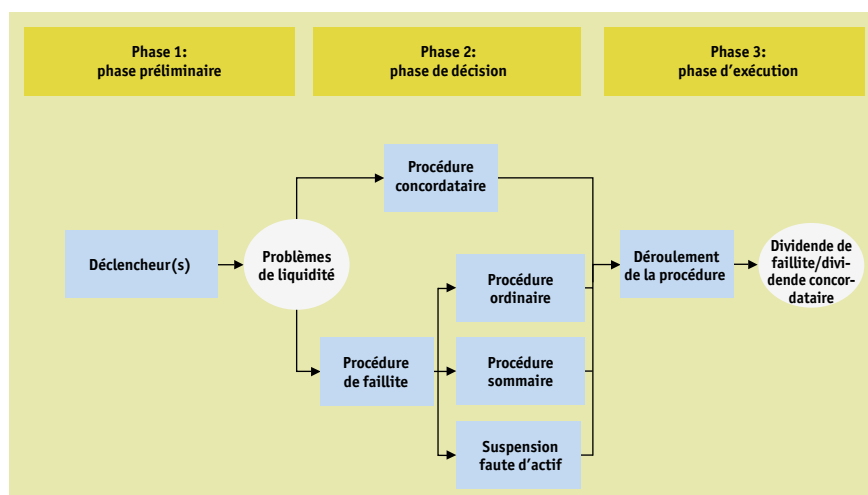 Phase 1:
phase préliminaire
Phase 2:
phase de décision
Phase 3:
phase d'exécution
Procédure
concordataire
Déclencheur(s)
Problèmes
de liquidité
Procédure
ordinaire
Déroulement
de la procédure
Dividende de
faillite/divi-
dende concor-
dataire
Procédure
de faillite
Procédure
sommaire
Suspension
faute d'actif